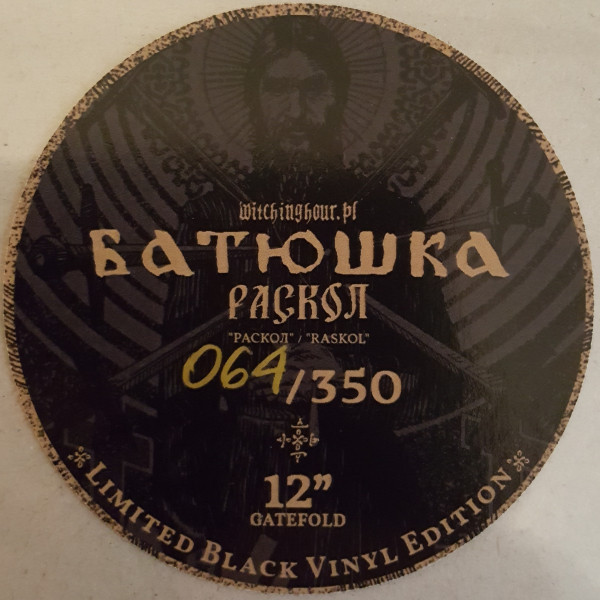 witchinghour.pl
БАТЮШКА
РАСКОЛ
"РАСКОЛ" / "RASKOL"
064/350
12”
GATEFOLD
LIMITED BLACK VINYL EDITION